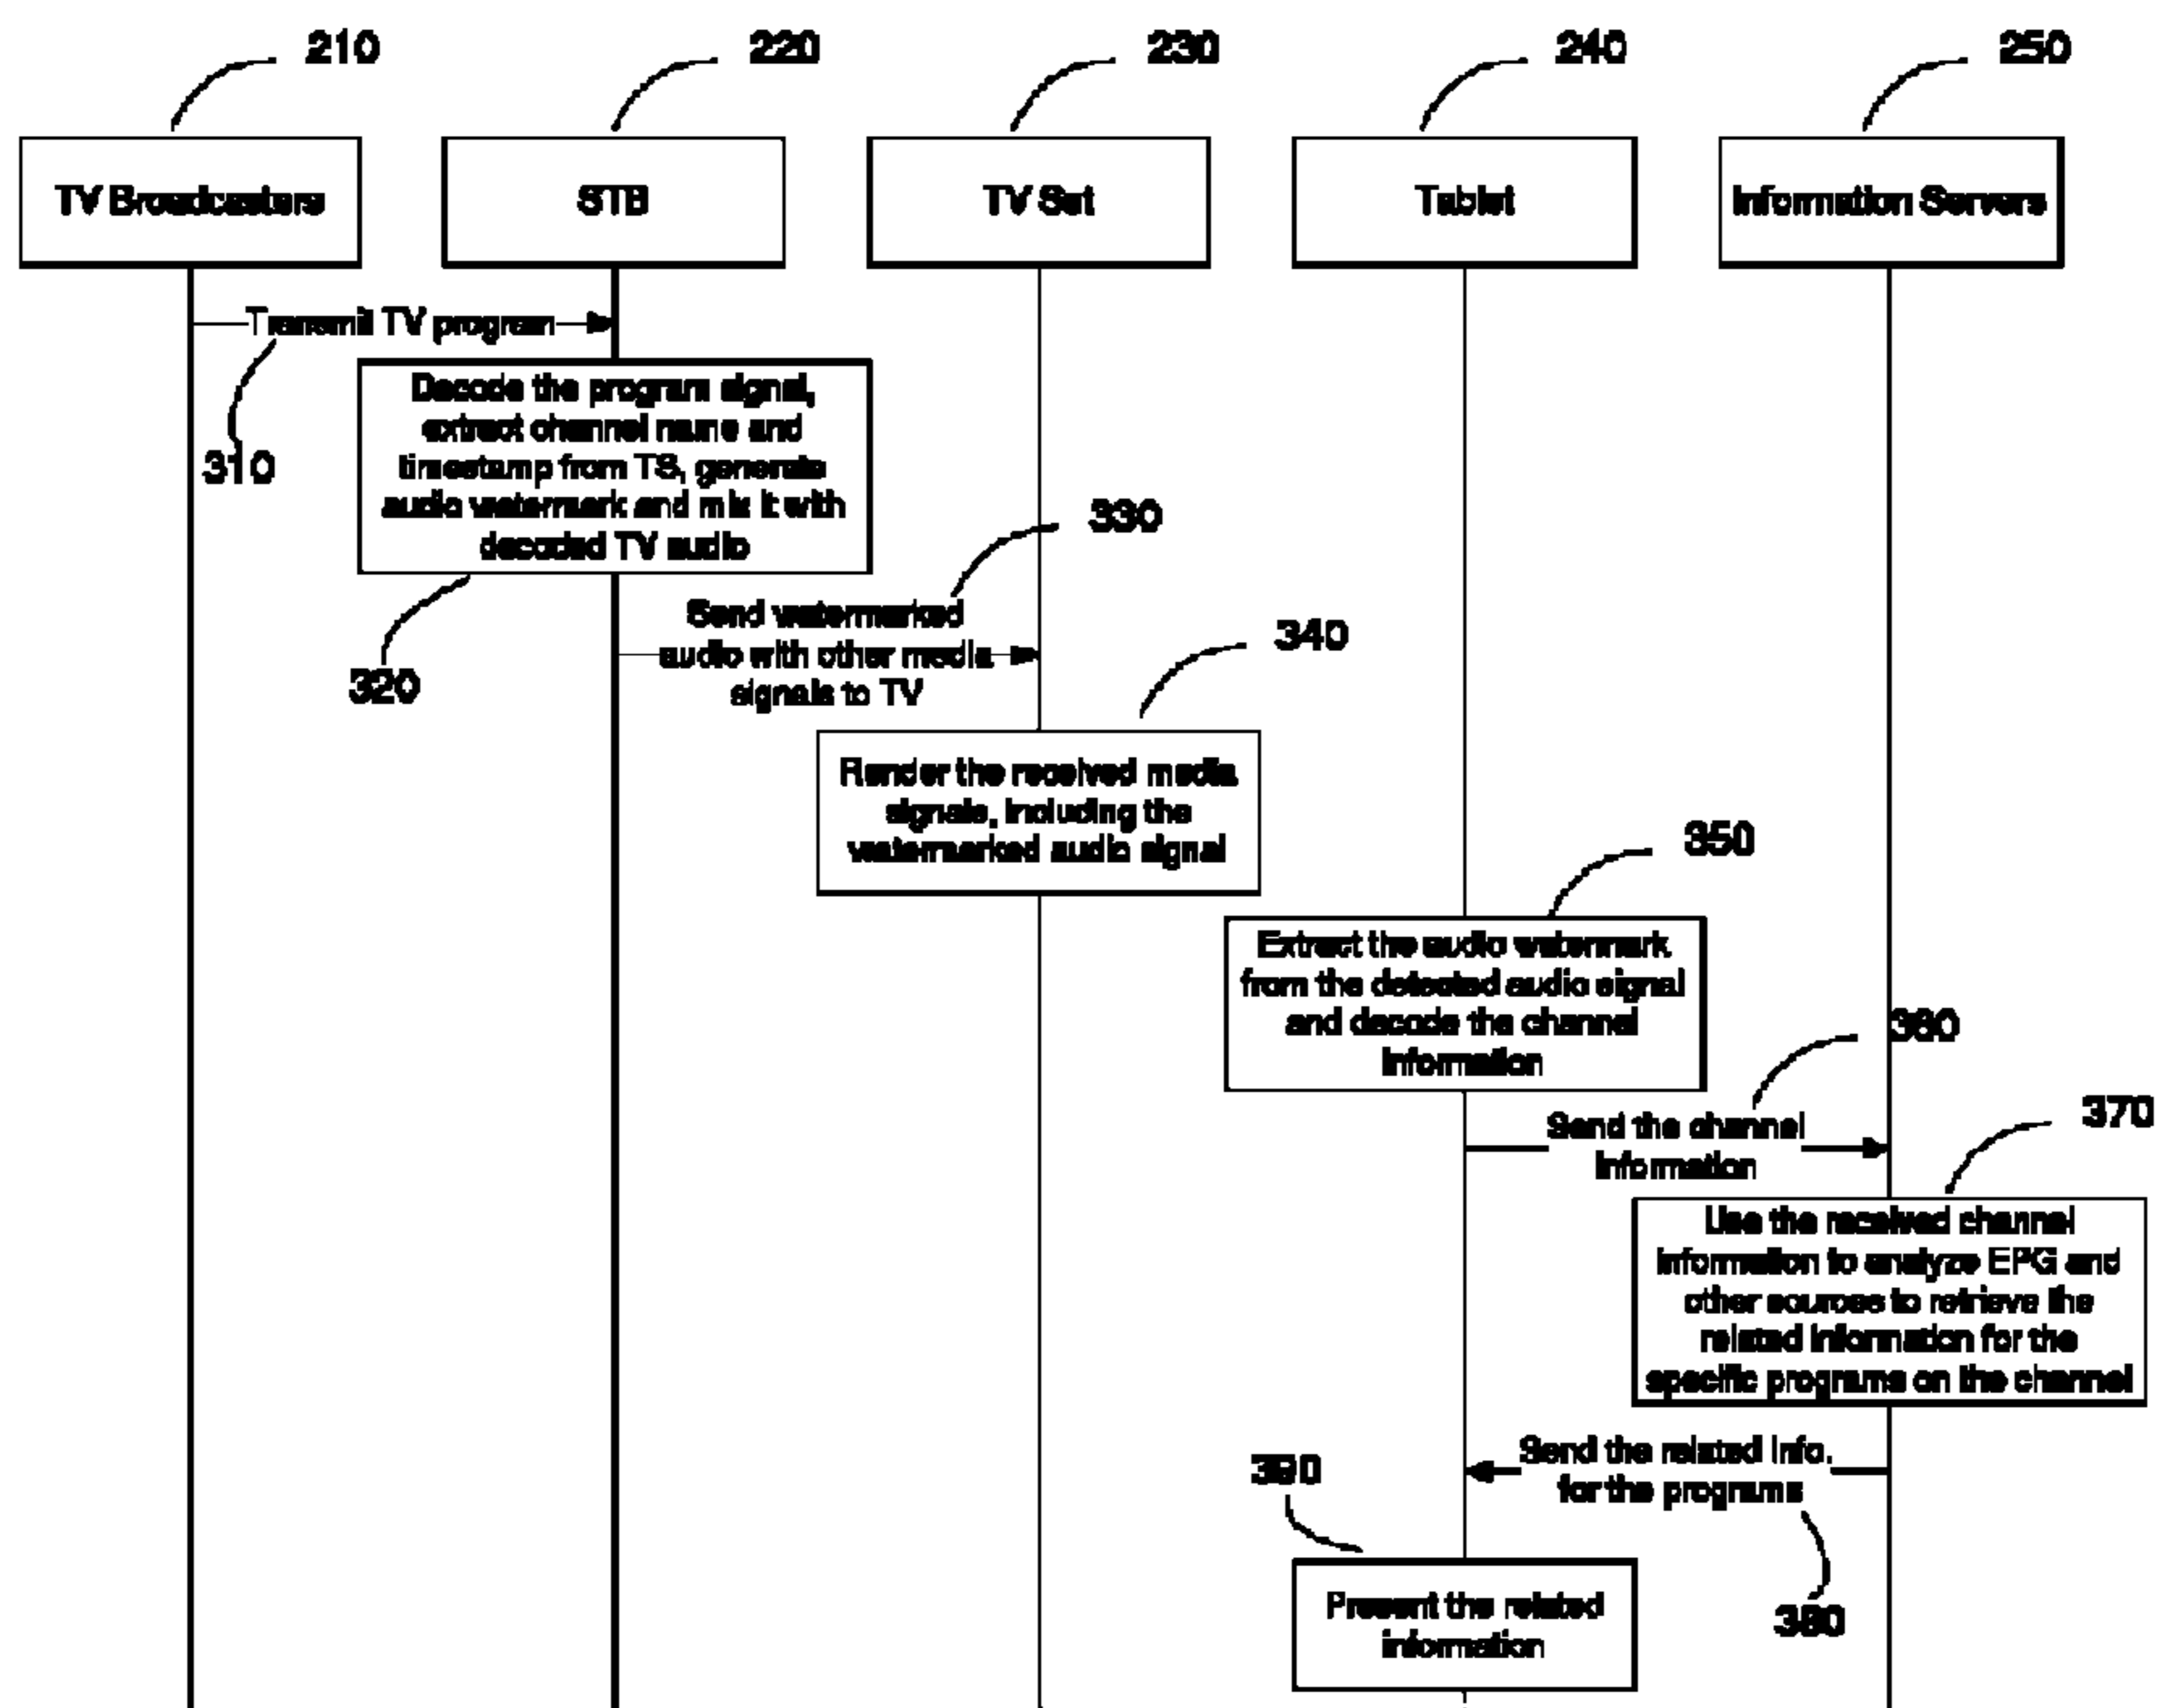 210
220
230
240
250
TV Broadcasters
STB
TV Set
Tablet
Information Servers
Transmit TV program
310
Decode the program signal,
extract channel name and
timestamp from TS, generate
audio watermark and mix it with
decoded TV audio
320
330
Send watermarked
audio with other media
signals to TV
340
Render the received media
signals, including the
watermarked audio signal
350
Extract the audio watermark
from the detected audio signal
and decode the channel
information
360
Send the channel
information
370
Use the received channel
information to analyze EPG and
other sources to retrieve the
related information for the
specific programs on the channel
Send the related info.
for the programs
380
390
Present the related
information